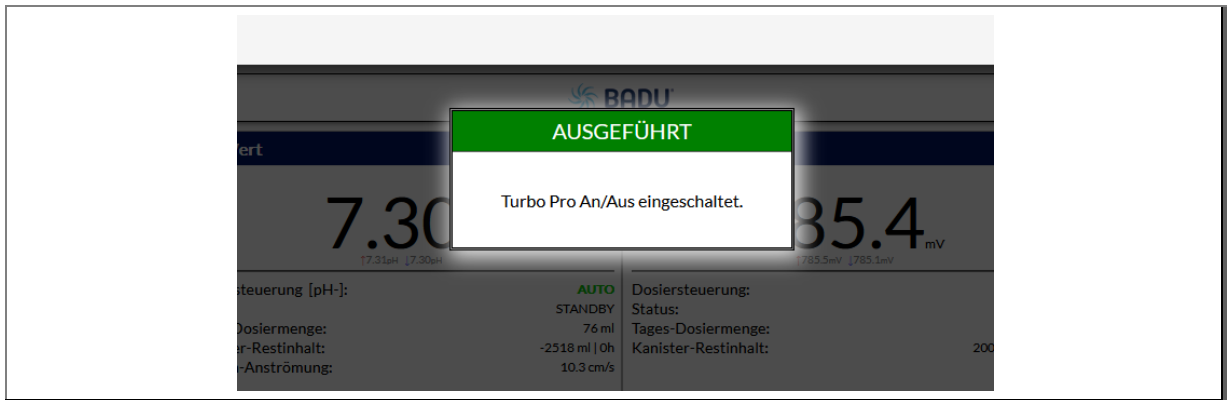 BADU
AUSGEFÜHRT
ert
Turbo Pro An/Aus eingeschaltet.
7.30
85.4 mV
↑7.31pH ↓7.30pH
↑785.5mV ↓785.1mV
steuerung [pH-]: AUTO
Dosiersteuerung:
STANDBY
Status:
Dosiermenge: 76 ml
Tages-Dosiermenge:
er-Restinhalt: -2518 ml | 0h
Kanister-Restinhalt: 200
-Anströmung: 10.3 cm/s